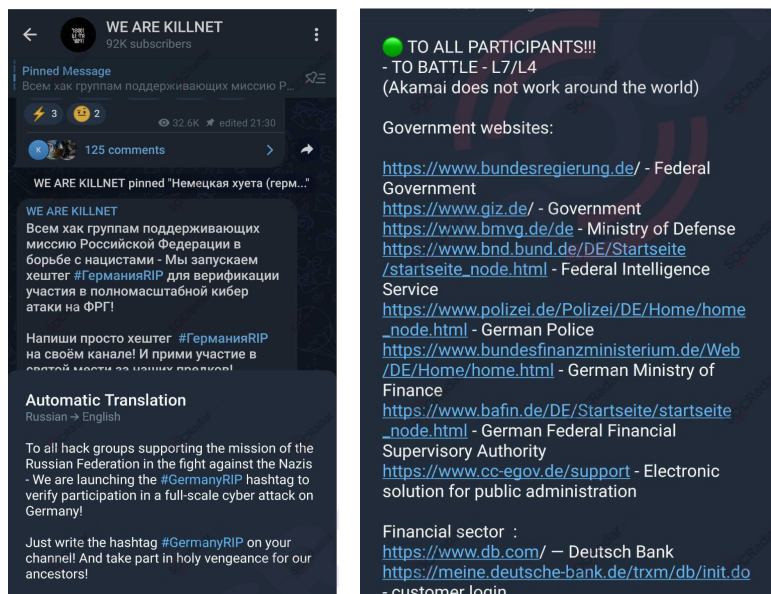 WE ARE KILLNET
92K subscribers
Pinned Message
Всем хак группам поддерживающих миссию Р...
3
2
32.6K
edited 21:30
125 comments
WE ARE KILLNET pinned "Немецкая хуета (герм..."
WE ARE KILLNET
Всем хак группам поддерживающих
миссию Российской Федерации в
борьбе с нацистами - Мы запускаем
хештег #ГерманияRIP для верификации
участия в полномасштабной кибер
атаки на ФРГ!
Напиши просто хештег #ГерманияRIP
на своём канале! И прими участие в
святой мести за наших предков!
Automatic Translation
Russian → English
To all hack groups supporting the mission of the
Russian Federation in the fight against the Nazis
- We are launching the #GermanyRIP hashtag to
verify participation in a full-scale cyber attack on
Germany!
Just write the hashtag #GermanyRIP on your
channel! And take part in holy vengeance for our
ancestors!
TO ALL PARTICIPANTS!!!
- TO BATTLE - L7/L4
(Akamai does not work around the world)
Government websites:
https://www.bundesregierung.de/ - Federal
Government
https://www.giz.de/ - Government
https://www.bmvg.de/de - Ministry of Defense
https://www.bnd.bund.de/DE/Startseite
/startseite_node.html - Federal Intelligence
Service
https://www.polizei.de/Polizei/DE/Home/home
_node.html - German Police
https://www.bundesfinanzministerium.de/Web
/DE/Home/home.html - German Ministry of
Finance
https://www.bafin.de/DE/Startseite/startseite
_node.html - German Federal Financial
Supervisory Authority
https://www.cc-egov.de/support - Electronic
solution for public administration
Financial sector :
https://www.db.com/ — Deutsch Bank
https://meine.deutsche-bank.de/trxm/db/init.do
- customer login